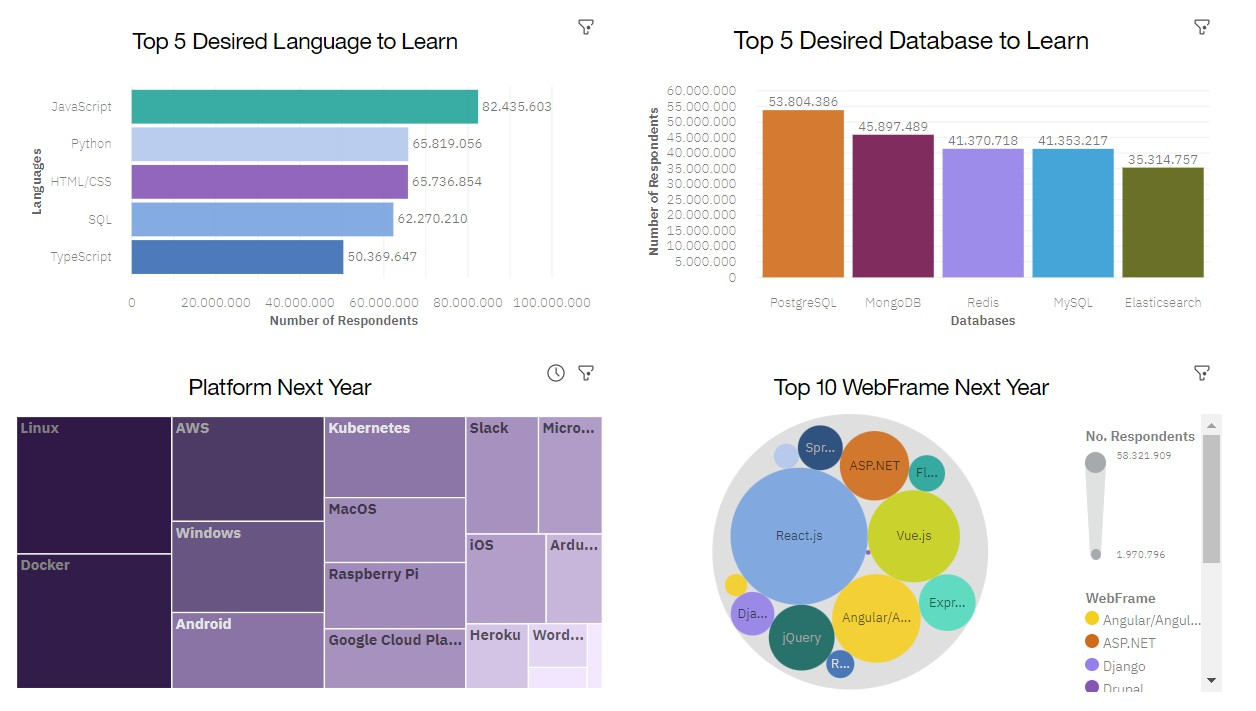 Top 5 Desired Language to Learn
Languages
JavaScript
82.435.603
Python
65.819.056
HTML/CSS
65.736.854
SQL
62.270.210
TypeScript
50.369.647
0 20.000.000 40.000.000 60.000.000 80.000.000 100.000.000
Number of Respondents
Top 5 Desired Database to Learn
Number of Respondents
60.000.000
55.000.000
50.000.000
45.000.000
40.000.000
35.000.000
30.000.000
25.000.000
20.000.000
15.000.000
10.000.000
5.000.000
0
53.804.386
45.897.489
41.370.718
41.353.217
35.314.757
PostgreSQL MongoDB Redis MySQL Elasticsearch
Databases
Platform Next Year
Linux
Docker
AWS
Windows
Android
Kubernetes
MacOS
Raspberry Pi
Google Cloud Pla...
Slack
Micro...
iOS
Ardu...
Heroku
Word...
Top 10 WebFrame Next Year
Spr...
ASP.NET
Fl...
React.js
Vue.js
Dja...
Angular/A...
Expr...
jQuery
R...
No. Respondents
58.321.909
1.970.796
WebFrame
Angular/Angul...
ASP.NET
Django
Drupal